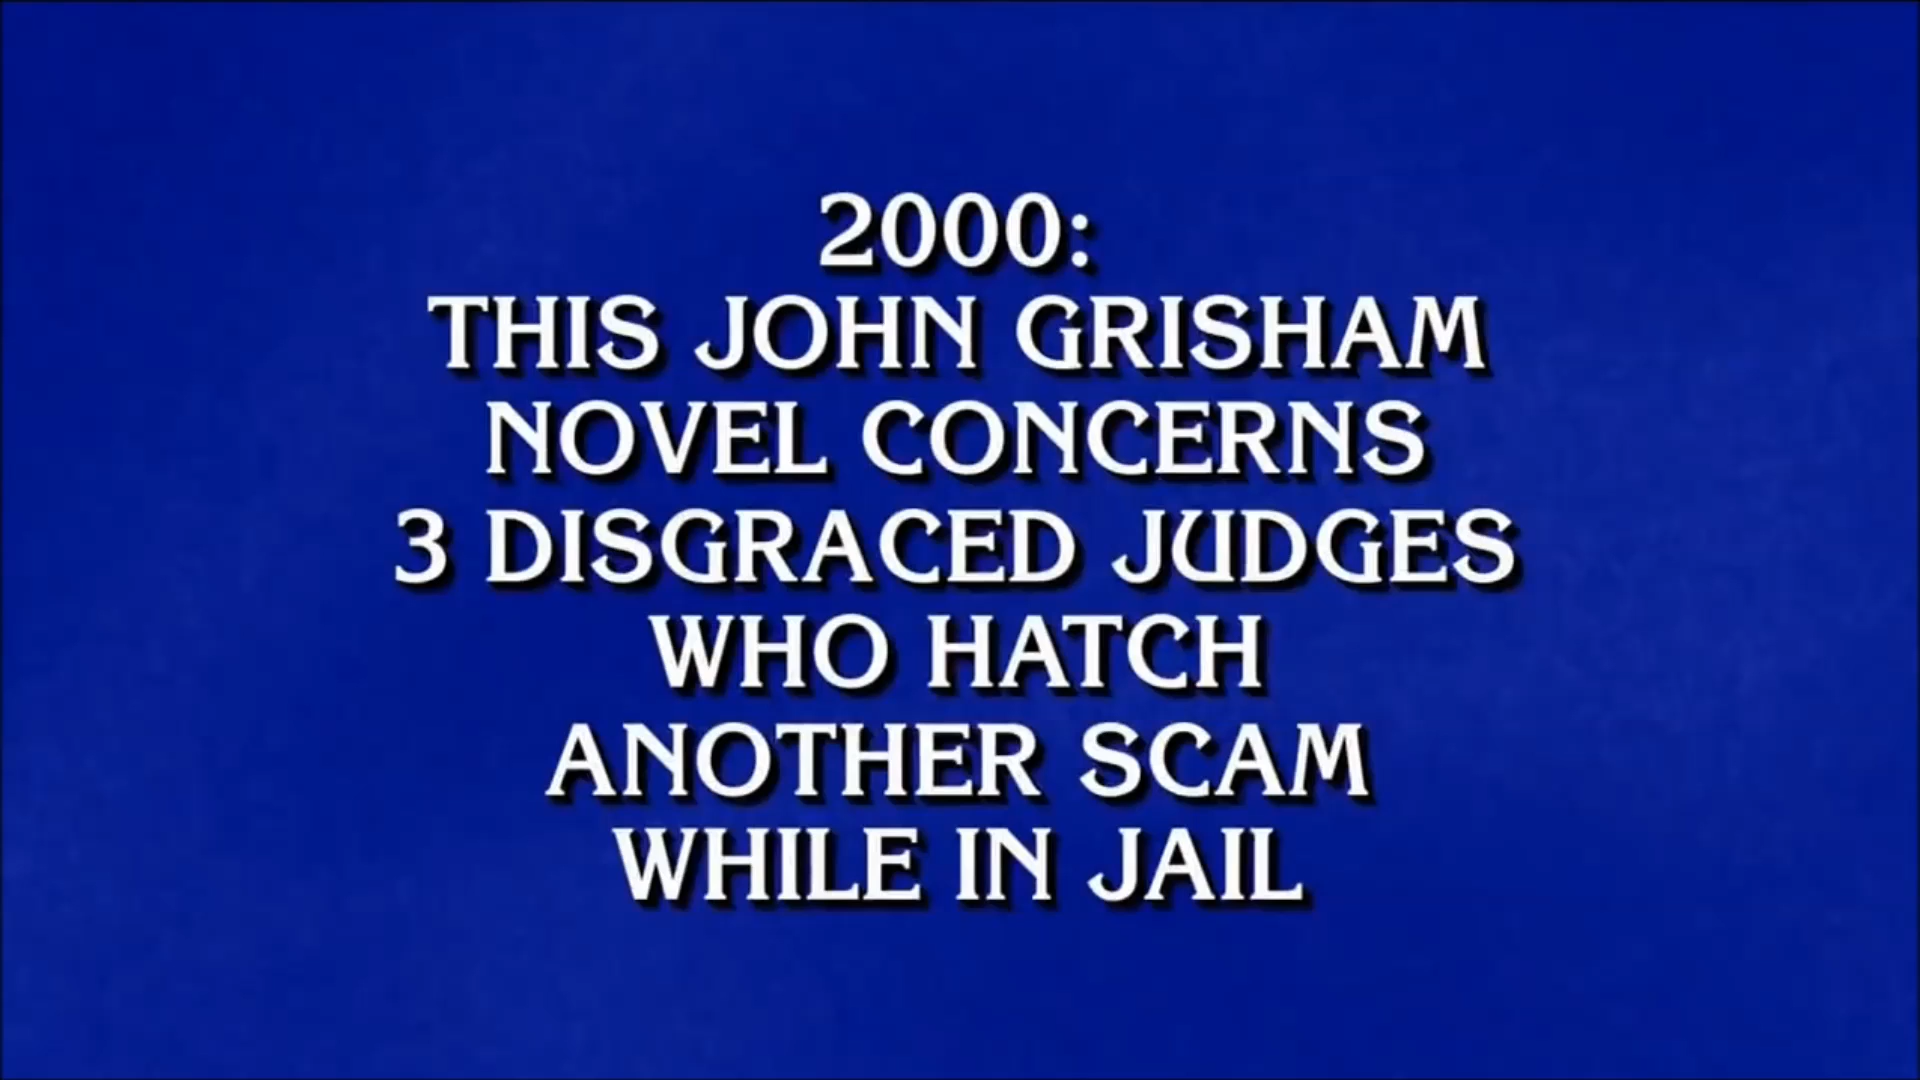 2000:
THIS JOHN GRISHAM
NOVEL CONCERNS
3 DISGRACED JUDGES
WHO HATCH
ANOTHER SCAM
WHILE IN JAIL